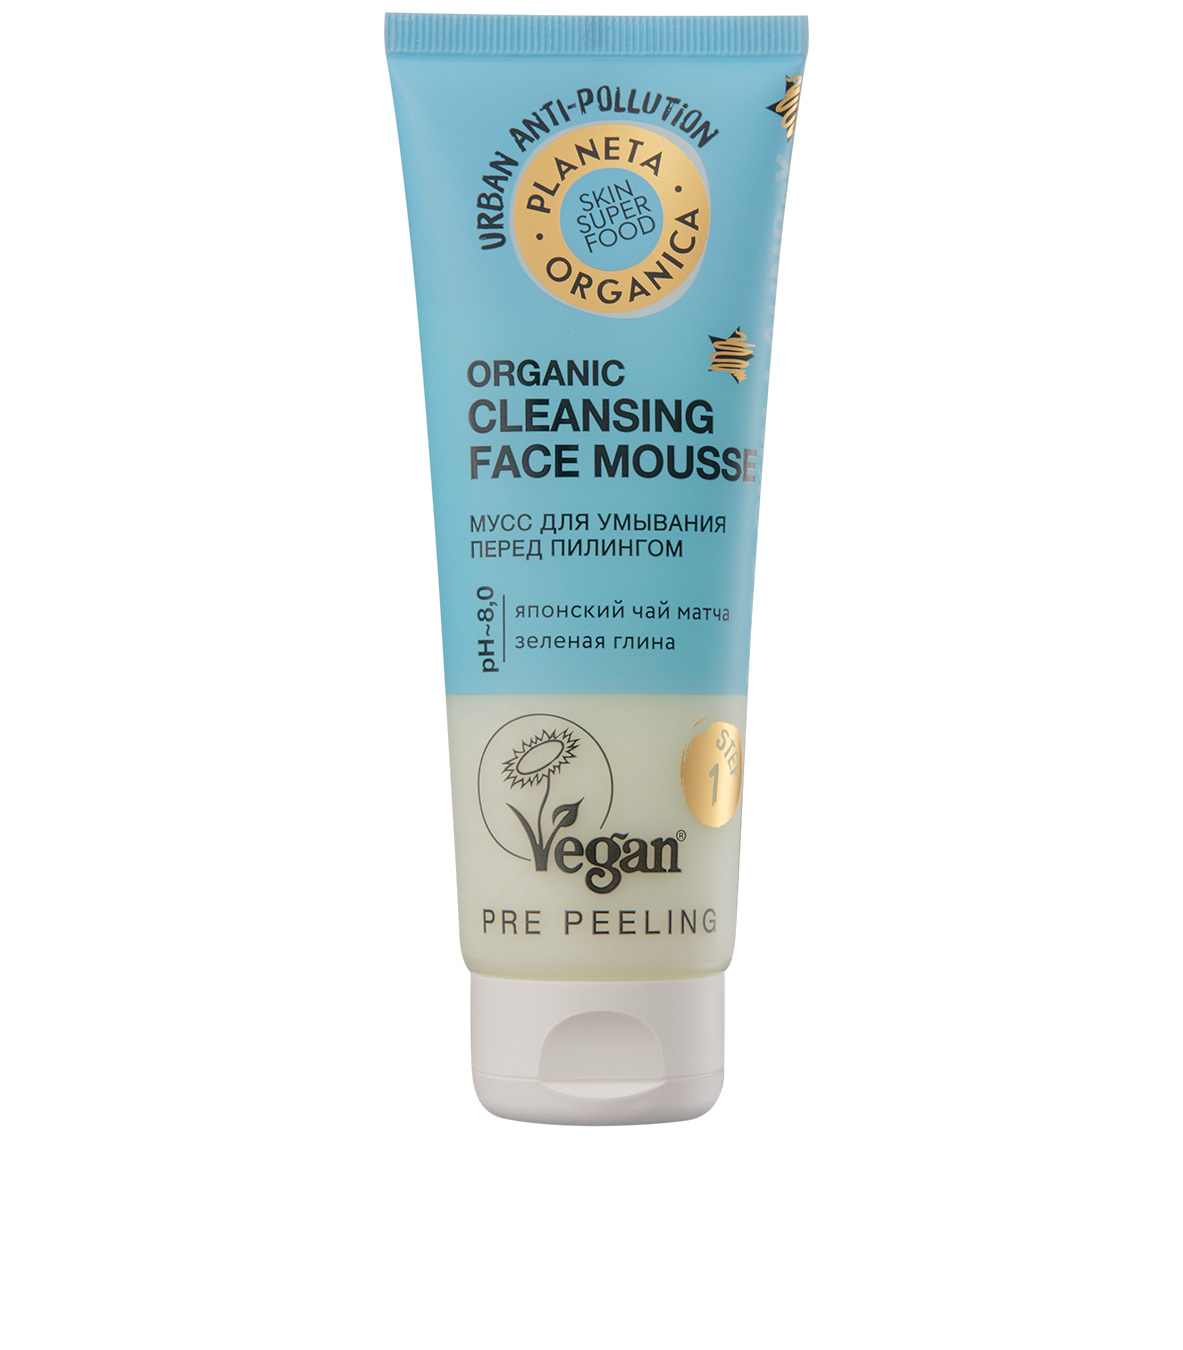 URBAN ANTI-POLLUTION
PLANETA
ORGANICA
SKIN
SUPER
FOOD
ORGANIC
CLEANSING
FACE MOUSSE
МУСС ДЛЯ УМЫВАНИЯ
ПЕРЕД ПИЛИНГОМ
pH~8,0
японский чай матча
зеленая глина
STEP
1
Vegan®
PRE PEELING